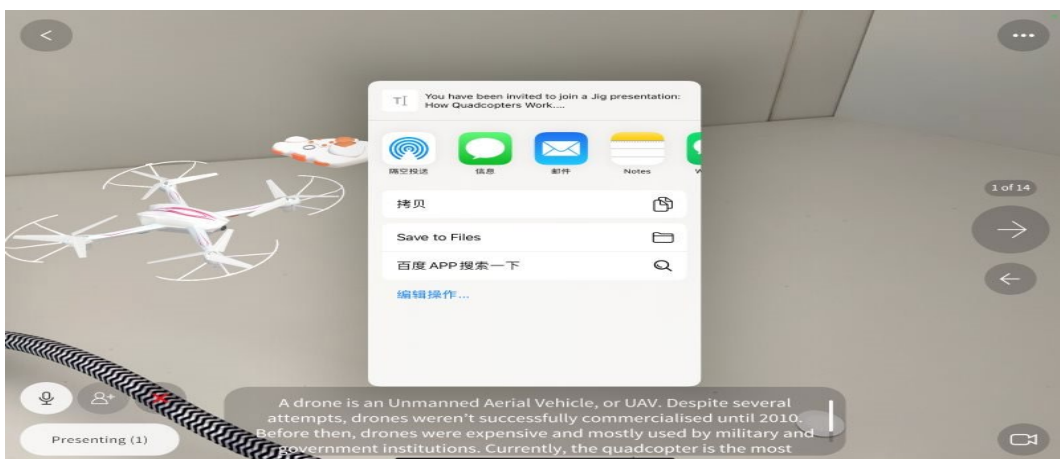 You have been invited to join a Jig presentation:
How Quadcopters Work....
隔空投送
信息
邮件
Notes
W
拷贝
Save to Files
百度 APP 搜索一下
编辑操作...
1 of 14
Presenting (1)
A drone is an Unmanned Aerial Vehicle, or UAV. Despite several
attempts, drones weren't successfully commercialised until 2010.
Before then, drones were expensive and mostly used by military and
government institutions. Currently, the quadcopter is the most